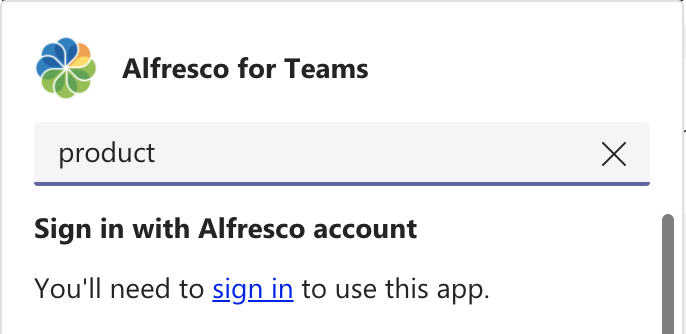 Alfresco for Teams
product
Sign in with Alfresco account
You'll need to sign in to use this app.